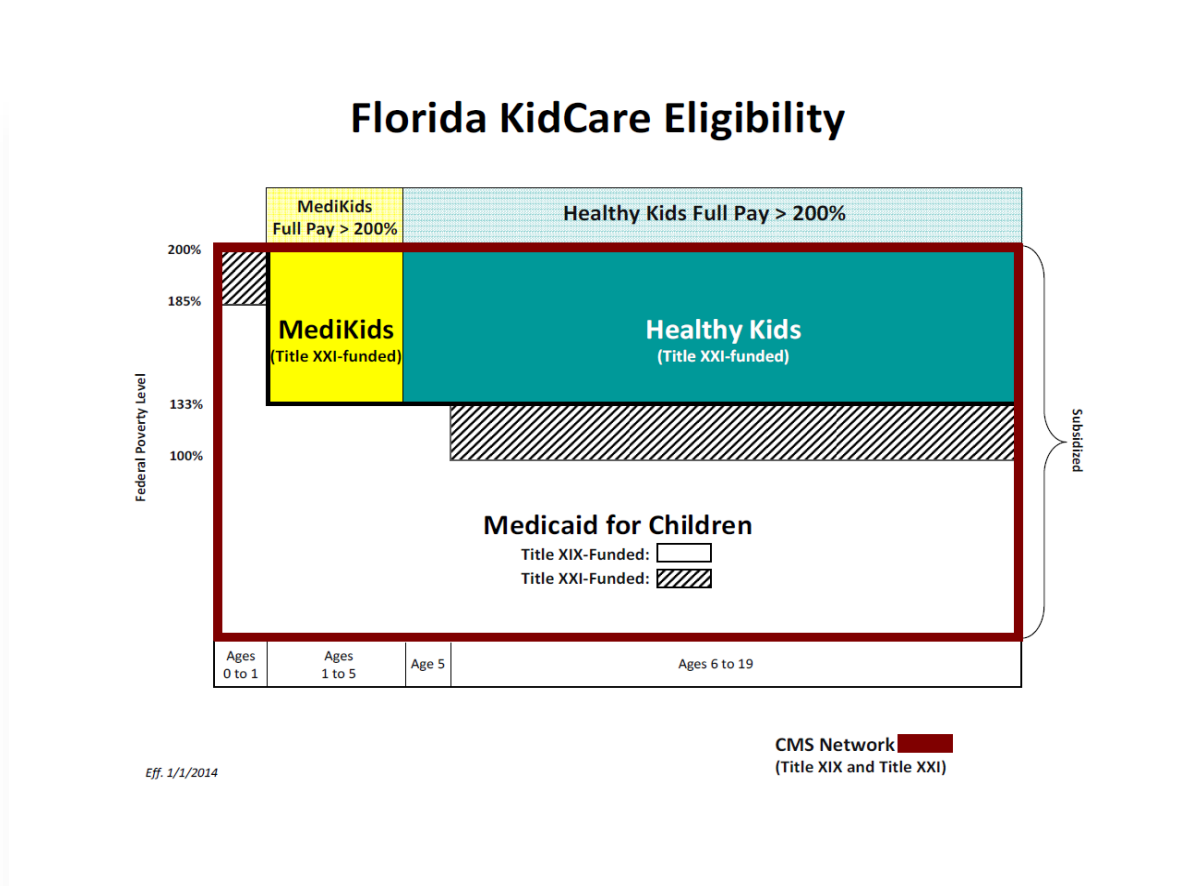 Florida KidCare Eligibility
MediKids
Full Pay > 200%
Healthy Kids Full Pay > 200%
200%
185%
133%
100%
Federal Poverty Level
MediKids
(Title XXI-funded)
Healthy Kids
(Title XXI-funded)
Subsidized
Medicaid for Children
Title XIX-Funded:
Title XXI-Funded:
Ages
0 to 1
Ages
1 to 5
Age 5
Ages 6 to 19
CMS Network
(Title XIX and Title XXI)
Eff. 1/1/2014